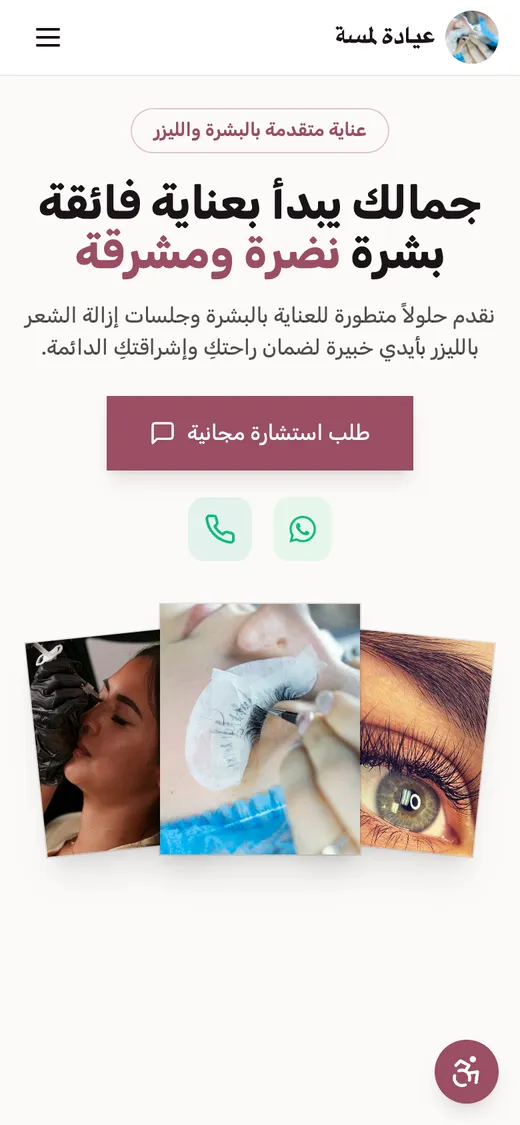 عيادة لمسة
عناية متقدمة بالبشرة والليزر
جمالك يبدأ بعناية فائقة
بشرة نضرة ومشرقة
نقدم حلولاً متطورة للعناية بالبشرة وجلسات إزالة الشعر
بالليزر بأيدي خبيرة لضمان راحتكِ وإشراقتكِ الدائمة.
طلب استشارة مجانية